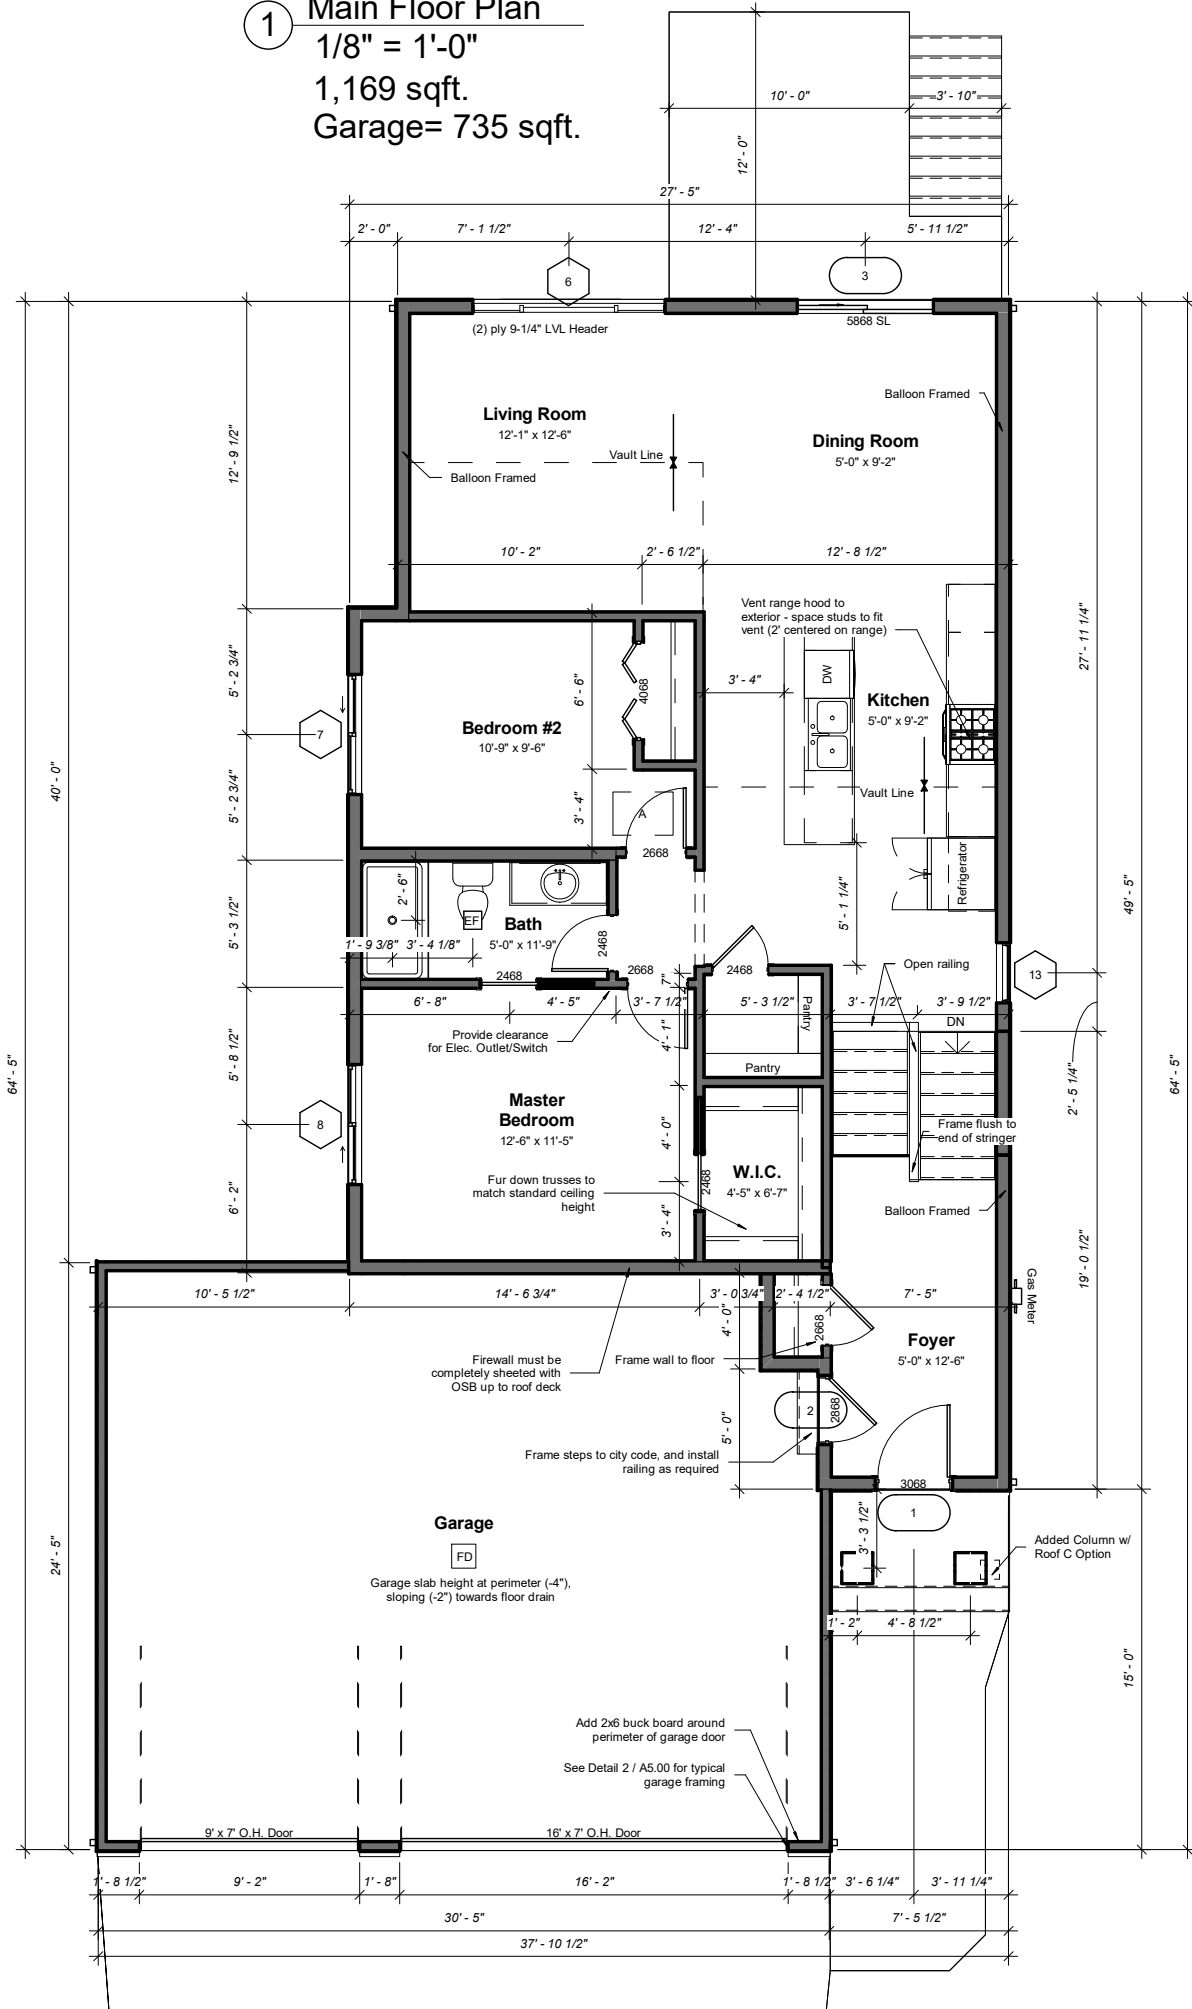 1
Main Floor Plan
1/8" = 1'-0"
1,169 sqft.
Garage= 735 sqft.
10' - 0"
3' - 10"
12' - 0"
27' - 5"
2' - 0"
7' - 1 1/2"
12' - 4"
5' - 11 1/2"
6
3
(2) ply 9-1/4" LVL Header
5868 SL
Balloon Framed
Living Room
12'-1" x 12'-6"
Dining Room
5'-0" x 9'-2"
Vault Line
Balloon Framed
12' - 9 1/2"
10' - 2"
2' - 6 1/2"
12' - 8 1/2"
Vent range hood to
exterior - space studs to fit
vent (2' centered on range)
27' - 11 1/4"
5' - 2 3/4"
6' - 6"
4068
3' - 4"
DW
Kitchen
5'-0" x 9'-2"
Bedroom #2
10'-9" x 9'-6"
7
40' - 0"
5' - 2 3/4"
3' - 4"
A
Vault Line
2668
Refrigerator
49' - 5"
2' - 6"
EF
Bath
5'-0" x 11'-9"
5' - 3 1/2"
1' - 9 3/8"
3' - 4 1/8"
2468
5' - 1 1/4"
2468
2668
2468
Open railing
13
7"
6' - 8"
4' - 5"
3' - 7 1/2"
5' - 3 1/2"
Pantry
3' - 7 1/2"
3' - 9 1/2"
DN
Provide clearance
for Elec. Outlet/Switch
4' - 1"
Pantry
5' - 8 1/2"
64' - 5"
64' - 5"
2' - 5 1/4"
Master
Bedroom
12'-6" x 11'-5"
8
4' - 0"
Frame flush to
end of stringer
W.I.C.
4'-5" x 6'-7"
2468
Fur down trusses to
match standard ceiling
height
6' - 2"
3' - 4"
Balloon Framed
19' - 0 1/2"
Gas Meter
10' - 5 1/2"
14' - 6 3/4"
3' - 0 3/4"
2' - 4 1/2"
7' - 5"
4' - 0"
2668
Foyer
5'-0" x 12'-6"
Firewall must be
completely sheeted with
OSB up to roof deck
Frame wall to floor
2
2868
5' - 0"
Frame steps to city code, and install
railing as required
3068
1
Garage
FD
Garage slab height at perimeter (-4"),
sloping (-2") towards floor drain
3' - 3 1/2"
Added Column w/
Roof C Option
24' - 5"
1' - 2"
4' - 8 1/2"
15' - 0"
Add 2x6 buck board around
perimeter of garage door
See Detail 2 / A5.00 for typical
garage framing
9' x 7' O.H. Door
16' x 7' O.H. Door
1' - 8 1/2"
9' - 2"
1' - 8"
16' - 2"
1' - 8 1/2"
3' - 6 1/4"
3' - 11 1/4"
30' - 5"
7' - 5 1/2"
37' - 10 1/2"